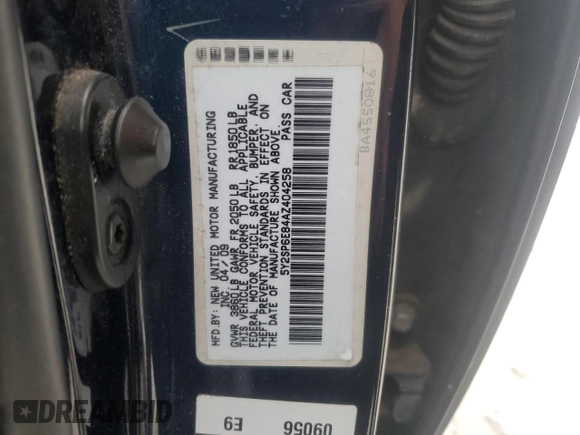 MFD.BY: NEW UNITED MOTOR MANUFACTURING
INC. 04 / 09
GVWR 3860LB GAWR FR 2050LB RR 1850LB
THIS VEHICLE CONFORMS TO ALL APPLICABLE
FEDERAL MOTOR VEHICLE SAFETY, BUMPER, AND
THEFT PREVENTION STANDARDS IN EFFECT ON
THE DATE OF MANUFACTURE SHOWN ABOVE.
5Y2SP6E84AZ404258 PASS CAR
BA4550816
09056
E9
DREAMBID